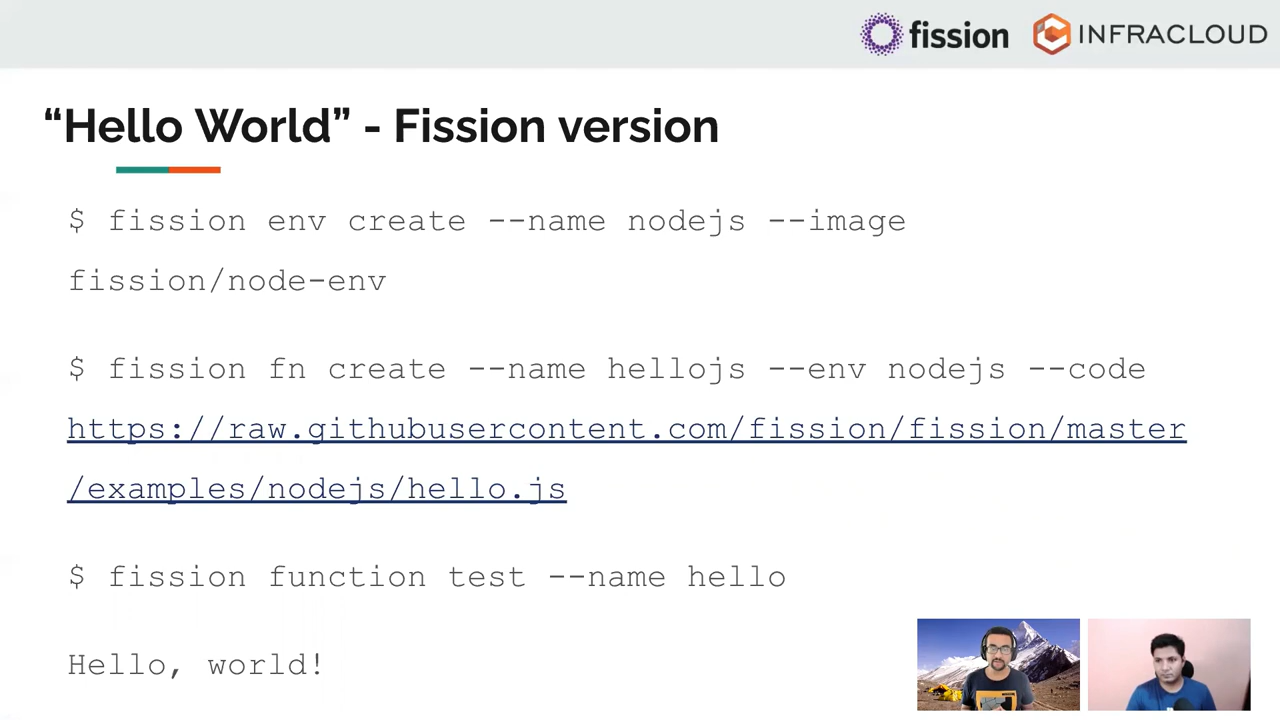 fission INFRACLOUD
“Hello World” - Fission version
$ fission env create --name nodejs --image
fission/node-env
$ fission fn create --name hellojs --env nodejs --code
https://raw.githubusercontent.com/fission/fission/master
/examples/nodejs/hello.js
$ fission function test --name hello
Hello, world!